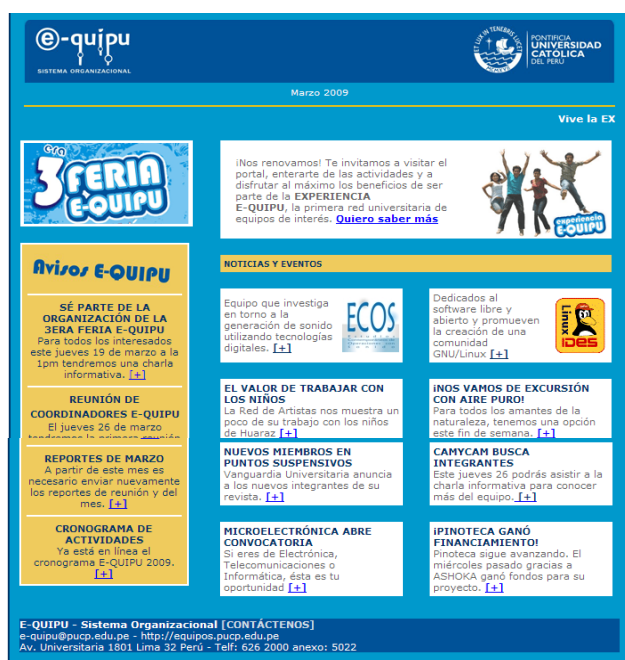 e-quipu
SISTEMA ORGANIZACIONAL
ET LUX IN TENEBRIS LUCET
MCMXVII
PONTIFICIA
UNIVERSIDAD
CATÓLICA
DEL PERÚ
Marzo 2009
Vive la EX
era
3 FERIA
E-QUIPU
¡Nos renovamos! Te invitamos a visitar el
portal, enterarte de las actividades y a
disfrutar al máximo los beneficios de ser
parte de la EXPERIENCIA
E-QUIPU, la primera red universitaria de
equipos de interés. Quiero saber más
experiencia
E-QUIPU
Avisos E-QUIPU
SÉ PARTE DE LA
ORGANIZACIÓN DE LA
3ERA FERIA E-QUIPU
Para todos los interesados
este jueves 19 de marzo a la
1pm tendremos una charla
informativa. [+]
REUNIÓN DE
COORDINADORES E-QUIPU
El jueves 26 de marzo
tendremos la primera reunión
REPORTES DE MARZO
A partir de este mes es
necesario enviar nuevamente
los reportes de reunión y del
mes. [+]
CRONOGRAMA DE
ACTIVIDADES
Ya está en línea el
cronograma E-QUIPU 2009.
[+]
NOTICIAS Y EVENTOS
Equipo que investiga
en torno a la
generación de sonido
utilizando tecnologías
digitales. [+]
ECOS
Dedicados al
software libre y
abierto y promueven
la creación de una
comunidad
GNU/Linux [+]
Linux
IDES
EL VALOR DE TRABAJAR CON
LOS NIÑOS
La Red de Artistas nos muestra un
poco de su trabajo con los niños
de Huaraz [+]
¡NOS VAMOS DE EXCURSIÓN
CON AIRE PURO!
Para todos los amantes de la
naturaleza, tenemos una opción
este fin de semana. [+]
NUEVOS MIEMBROS EN
PUNTOS SUSPENSIVOS
Vanguardia Universitaria anuncia
a los nuevos integrantes de su
revista. [+]
CAMYCAM BUSCA
INTEGRANTES
Este jueves 26 podrás asistir a la
charla informativa para conocer
más del equipo. [+]
MICROELECTRÓNICA ABRE
CONVOCATORIA
Si eres de Electrónica,
Telecomunicaciones o
Informática, ésta es tu
oportunidad [+]
¡PINOTECA GANÓ
FINANCIAMIENTO!
Pinoteca sigue avanzando. El
miércoles pasado gracias a
ASHOKA ganó fondos para su
proyecto. [+]
E-QUIPU - Sistema Organizacional [CONTÁCTENOS]
e-quipu@pucp.edu.pe - http://equipos.pucp.edu.pe
Av. Universitaria 1801 Lima 32 Perú - Telf: 626 2000 anexo: 5022